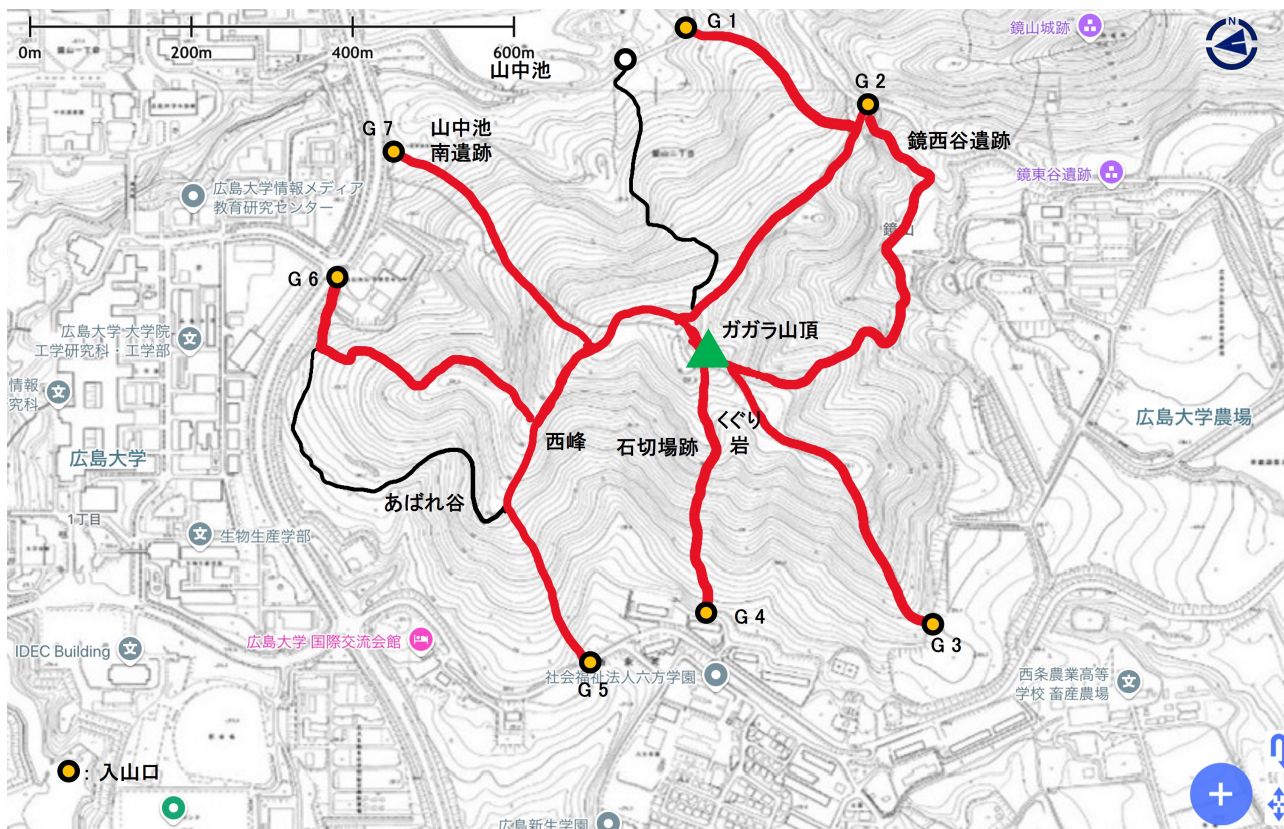 0m
200m
400m
600m
G 1
鏡山城跡
N
山中池
G 2
G 7
山中池
南遺跡
鏡西谷遺跡
鏡東谷遺跡
広島大学情報メディア
教育研究センター
鏡山
G 6
広島大学大学院
工学研究科・工学部
ガガラ山頂
情報
究科
くぐり
岩
広島大学農場
西峰
石切場跡
広島大学
あばれ谷
1丁目
生物生産学部
G 4
広島大学 国際交流会館
G 3
IDEC Building
社会福祉法人六方学園
G 5
西条農業高等
学校 畜産農場
: 入山口
広島新生学園